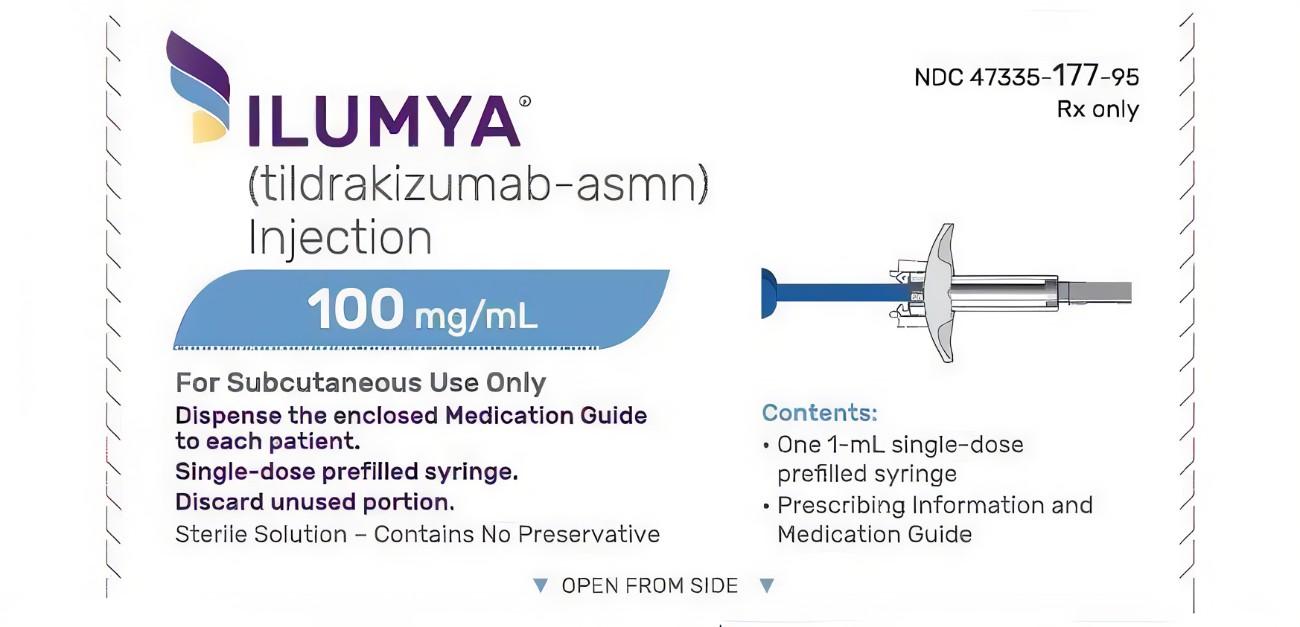 ILUMYA®
(tildrakizumab-asmn)
Injection
100 mg/mL
For Subcutaneous Use Only
Dispense the enclosed Medication Guide
to each patient.
Single-dose prefilled syringe.
Discard unused portion.
Sterile Solution – Contains No Preservative
NDC 47335-177-95
Rx only
Contents:
• One 1-mL single-dose
prefilled syringe
• Prescribing Information and
Medication Guide
▼ OPEN FROM SIDE ▼